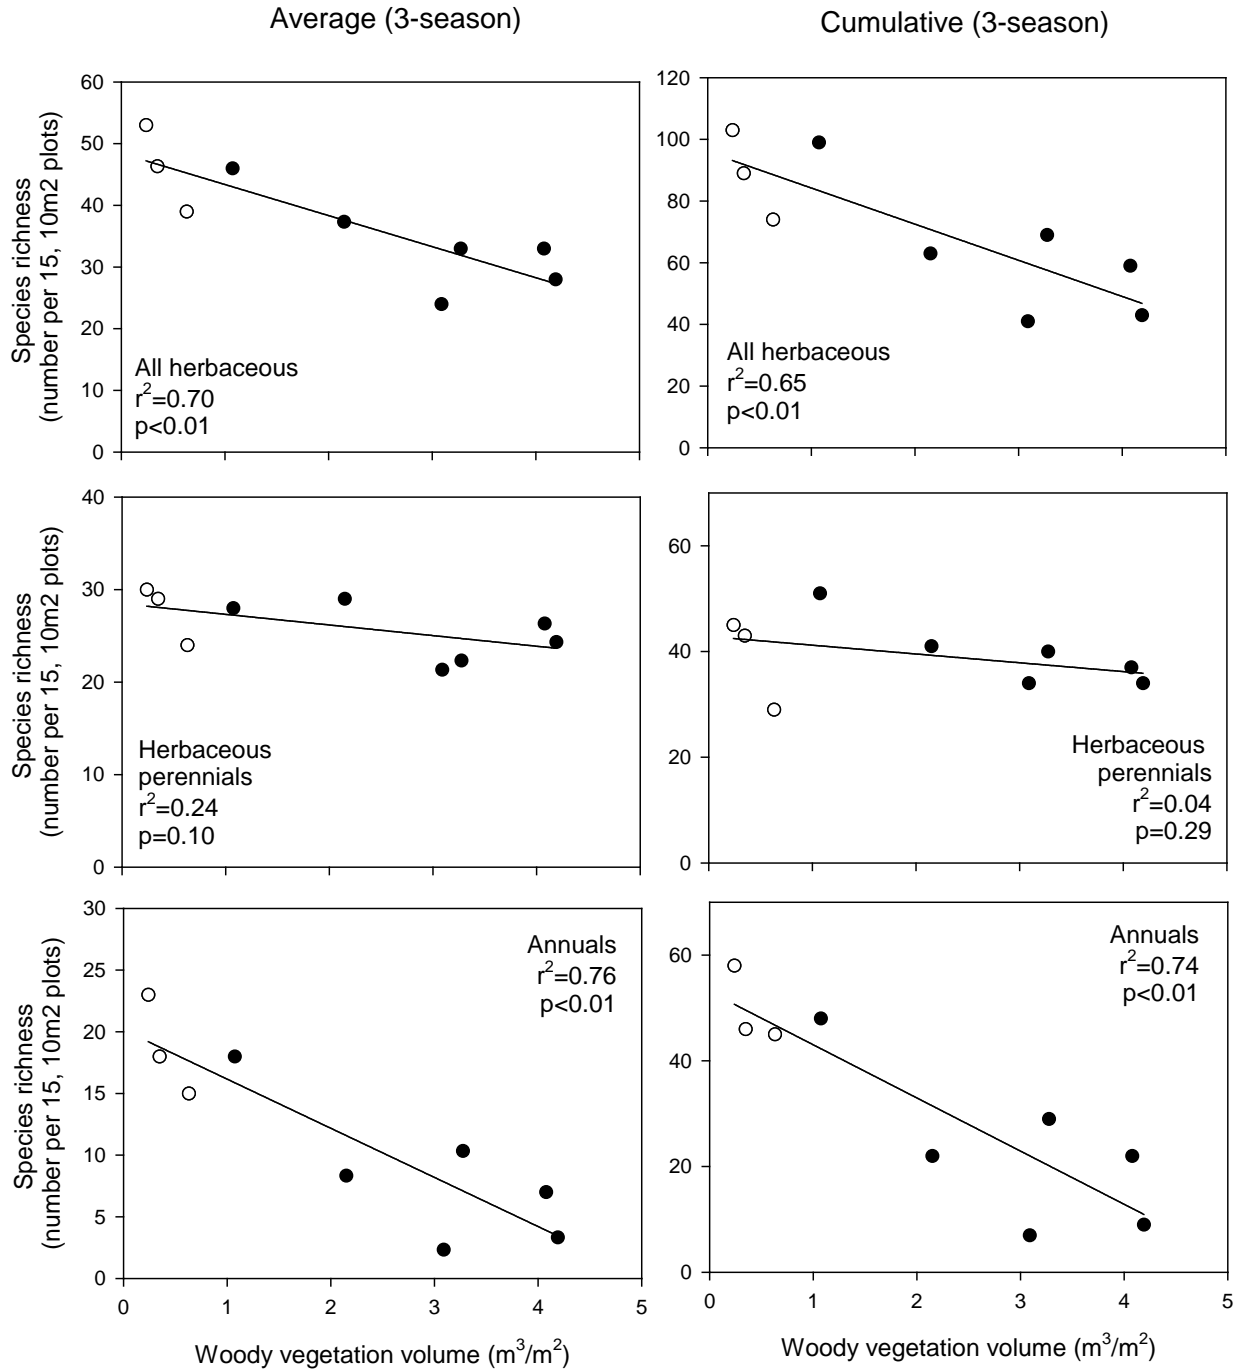 Average (3-season)
Cumulative (3-season)
Species richness
(number per 15, 10m2 plots)
60
50
40
30
20
10
0
All herbaceous
r²=0.70
p<0.01
120
100
80
60
40
20
0
All herbaceous
r²=0.65
p<0.01
Species richness
(number per 15, 10m2 plots)
40
30
20
10
0
Herbaceous
perennials
r²=0.24
p=0.10
60
40
20
0
Herbaceous
perennials
r²=0.04
p=0.29
Species richness
(number per 15, 10m2 plots)
30
25
20
15
10
5
0
Annuals
r²=0.76
p<0.01
0 1 2 3 4 5
Woody vegetation volume (m³/m²)
60
40
20
0
Annuals
r²=0.74
p<0.01
0 1 2 3 4 5
Woody vegetation volume (m³/m²)